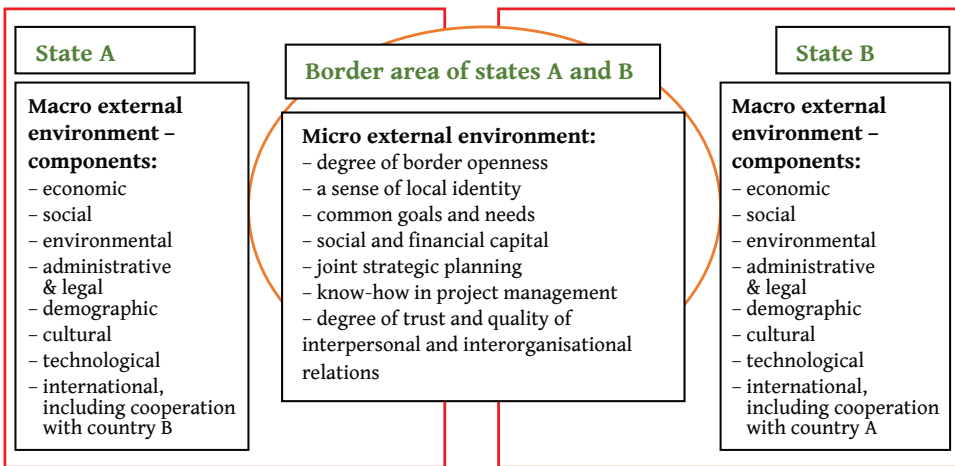 State A
Macro external
environment –
components:
– economic
– social
– environmental
– administrative
& legal
– demographic
– cultural
– technological
– international,
including cooperation
with country B
Border area of states A and B
Micro external environment:
– degree of border openness
– a sense of local identity
– common goals and needs
– social and financial capital
– joint strategic planning
– know-how in project management
– degree of trust and quality of
interpersonal and interorganisational
relations
State B
Macro external
environment –
components:
– economic
– social
– environmental
– administrative
& legal
– demographic
– cultural
– technological
– international,
including cooperation
with country A